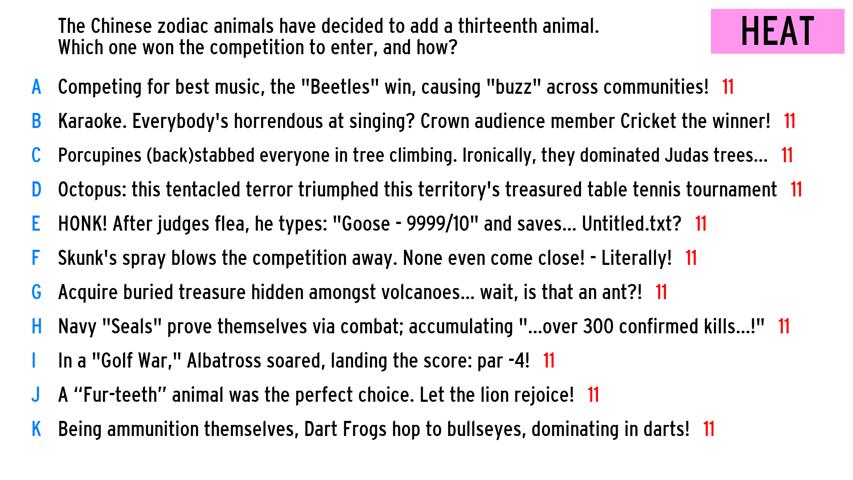 The Chinese zodiac animals have decided to add a thirteenth animal.
Which one won the competition to enter, and how?
HEAT
A Competing for best music, the "Beetles" win, causing "buzz" across communities! 11
B Karaoke. Everybody's horrendous at singing? Crown audience member Cricket the winner! 11
C Porcupines (back)stabbed everyone in tree climbing. Ironically, they dominated Judas trees... 11
D Octopus: this tentacled terror triumphed this territory's treasured table tennis tournament 11
E HONK! After judges flea, he types: "Goose - 9999/10" and saves... Untitled.txt? 11
F Skunk's spray blows the competition away. None even come close! - Literally! 11
G Acquire buried treasure hidden amongst volcanoes... wait, is that an ant?! 11
H Navy "Seals" prove themselves via combat; accumulating "...over 300 confirmed kills...!" 11
I In a "Golf War," Albatross soared, landing the score: par -4! 11
J A “Fur-teeth” animal was the perfect choice. Let the lion rejoice! 11
K Being ammunition themselves, Dart Frogs hop to bullseyes, dominating in darts! 11